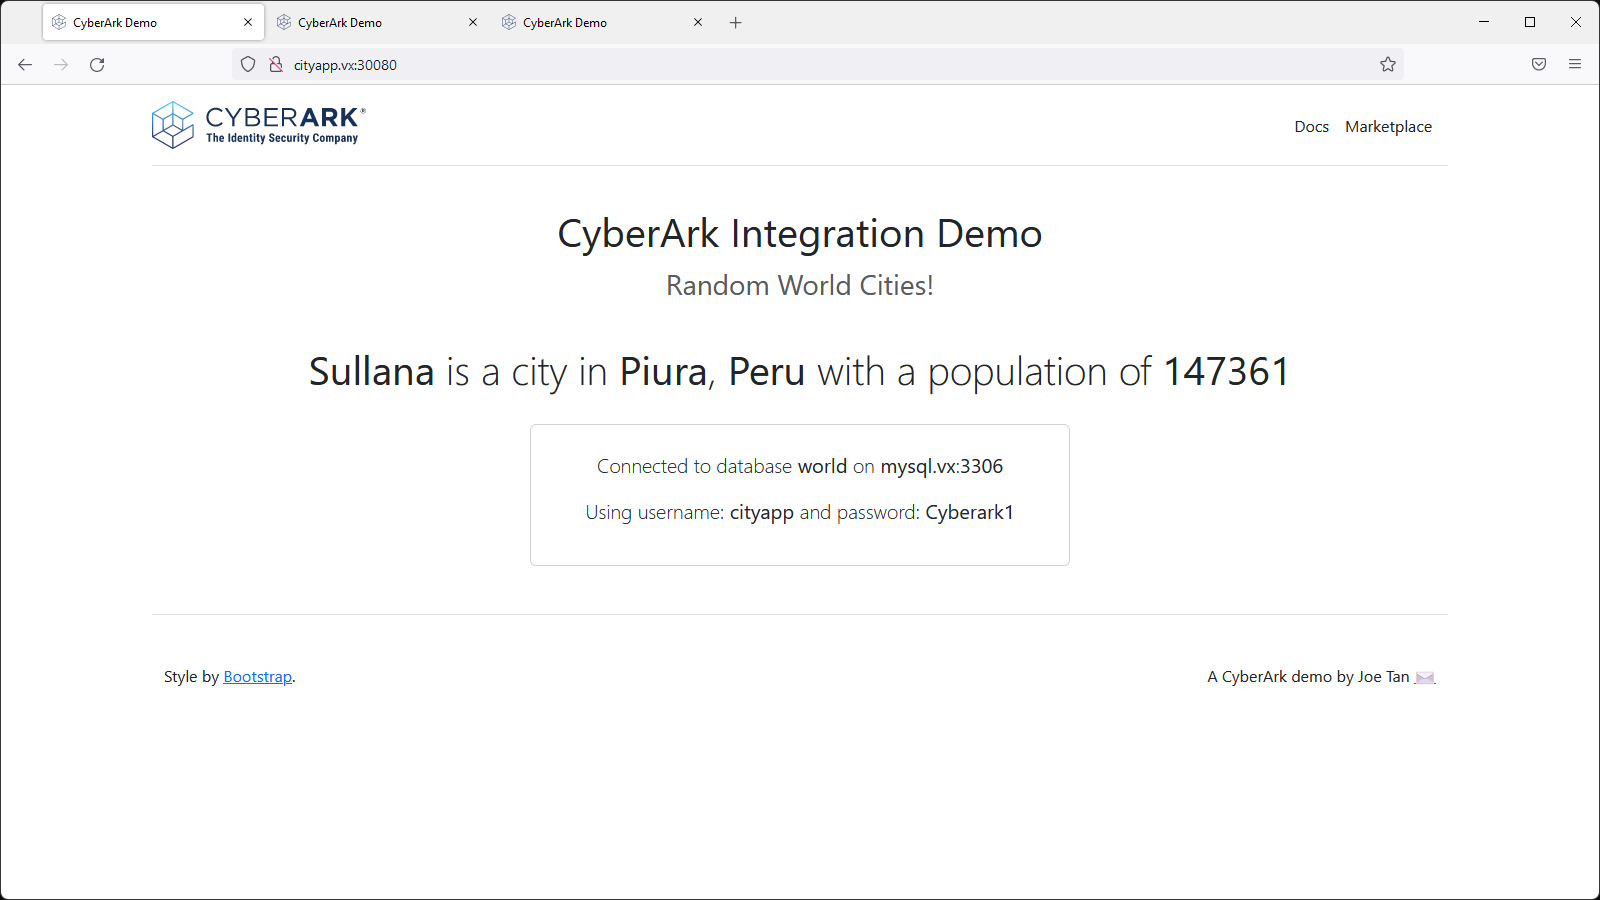 CyberArk Demo
CyberArk Demo
CyberArk Demo
cityapp.vx:30080
CYBERARK®
The Identity Security Company
Docs Marketplace
CyberArk Integration Demo
Random World Cities!
Sullana is a city in Piura, Peru with a population of 147361
Connected to database world on mysql.vx:3306
Using username: cityapp and password: Cyberark1
Style by Bootstrap.
A CyberArk demo by Joe Tan